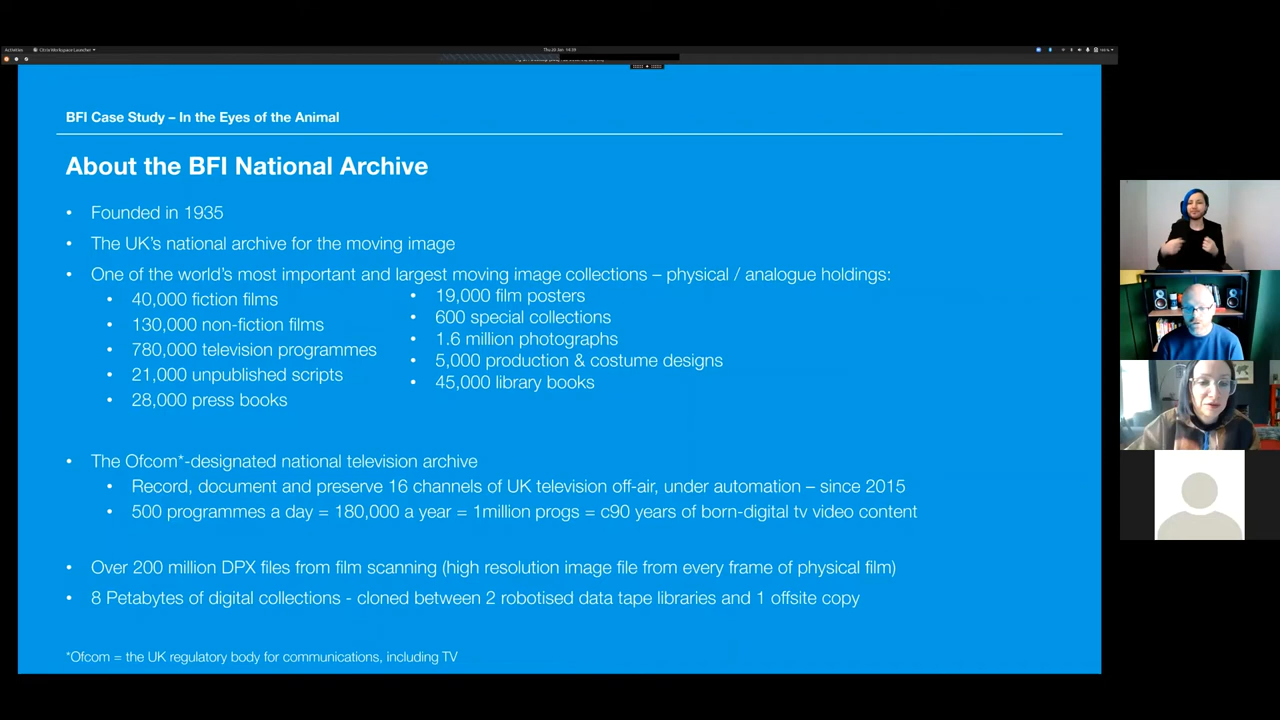 Activities Citrix Workspace Launcher
BFI Case Study – In the Eyes of the Animal
About the BFI National Archive
• Founded in 1935
• The UK's national archive for the moving image
• One of the world's most important and largest moving image collections – physical / analogue holdings:
• 40,000 fiction films
• 130,000 non-fiction films
• 780,000 television programmes
• 21,000 unpublished scripts
• 28,000 press books
• 19,000 film posters
• 600 special collections
• 1.6 million photographs
• 5,000 production & costume designs
• 45,000 library books
• The Ofcom*-designated national television archive
• Record, document and preserve 16 channels of UK television off-air, under automation – since 2015
• 500 programmes a day = 180,000 a year = 1million progs = c90 years of born-digital tv video content
• Over 200 million DPX files from film scanning (high resolution image file from every frame of physical film)
• 8 Petabytes of digital collections - cloned between 2 robotised data tape libraries and 1 offsite copy
*Ofcom = the UK regulatory body for communications, including TV